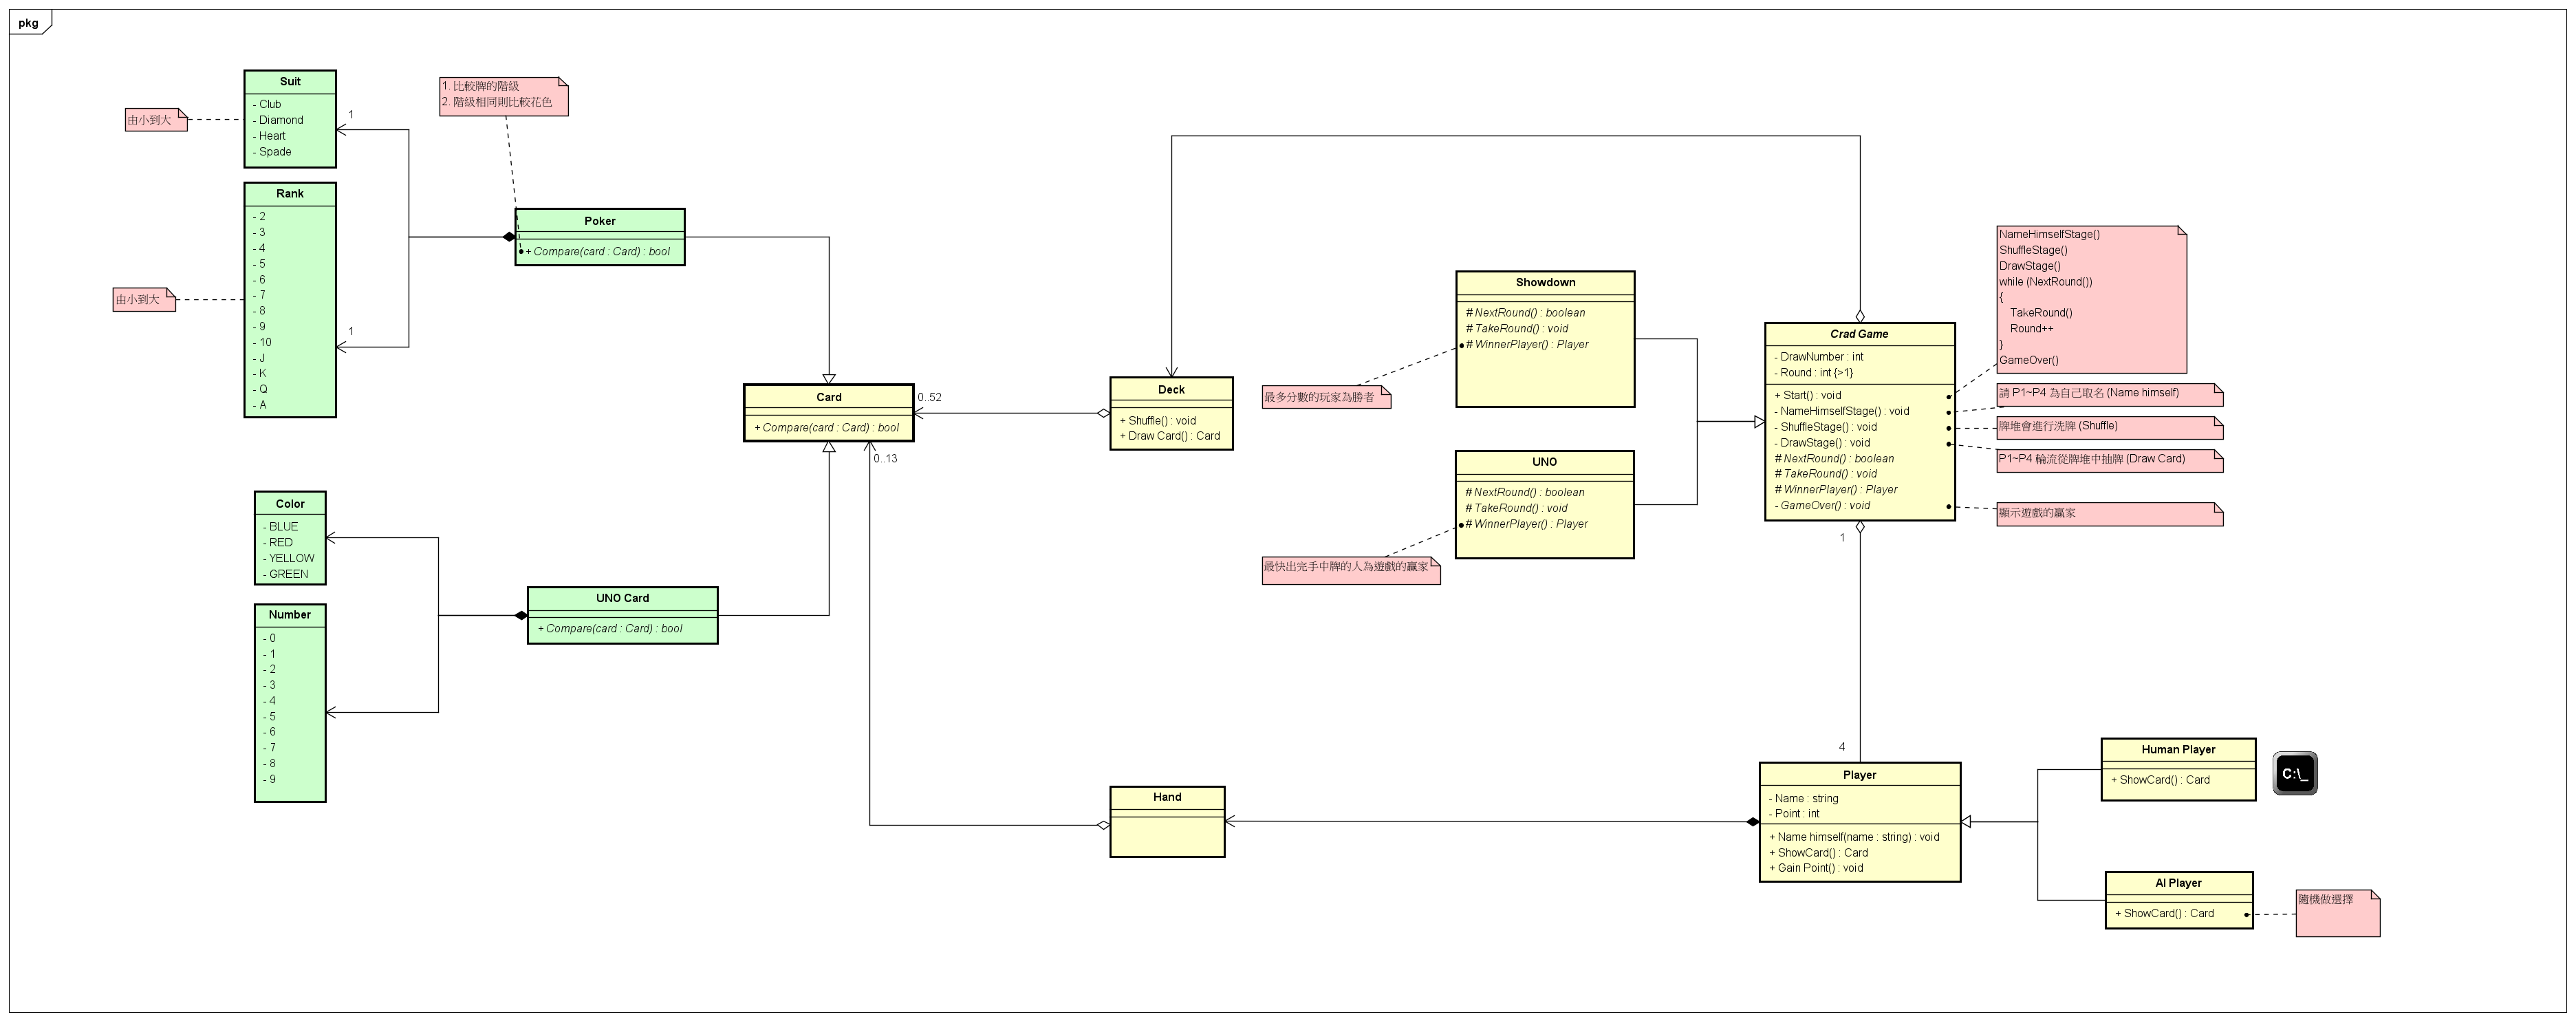 pkg
Suit
- Club
- Diamond
- Heart
- Spade
由小到大
1
Rank
- 2
- 3
- 4
- 5
- 6
- 7
- 8
- 9
- 10
- J
- K
- Q
- A
由小到大
1
1. 比較牌的階級
2. 階級相同則比較花色
Poker
+ Compare(card : Card) : bool
Card
+ Compare(card : Card) : bool
0..52
0..13
Deck
+ Shuffle() : void
+ Draw Card() : Card
Color
- BLUE
- RED
- YELLOW
- GREEN
Number
- 0
- 1
- 2
- 3
- 4
- 5
- 6
- 7
- 8
- 9
UNO Card
+ Compare(card : Card) : bool
Showdown
# NextRound() : boolean
# TakeRound() : void
# WinnerPlayer() : Player
最多分數的玩家為勝者
UNO
# NextRound() : boolean
# TakeRound() : void
# WinnerPlayer() : Player
最快出完手中牌的人為遊戲的贏家
Crad Game
- DrawNumber : int
- Round : int {>1}
+ Start() : void
- NameHimselfStage() : void
- ShuffleStage() : void
- DrawStage() : void
# NextRound() : boolean
# TakeRound() : void
# WinnerPlayer() : Player
- GameOver() : void
NameHimselfStage()
ShuffleStage()
DrawStage()
while (NextRound())
{
TakeRound()
Round++
}
GameOver()
請 P1~P4 為自己取名 (Name himself)
牌堆會進行洗牌 (Shuffle)
P1~P4 輪流從牌堆中抽牌 (Draw Card)
顯示遊戲的贏家
1
4
Hand
Player
- Name : string
- Point : int
+ Name himself(name : string) : void
+ ShowCard() : Card
+ Gain Point() : void
Human Player
+ ShowCard() : Card
C:\_
AI Player
+ ShowCard() : Card
隨機做選擇